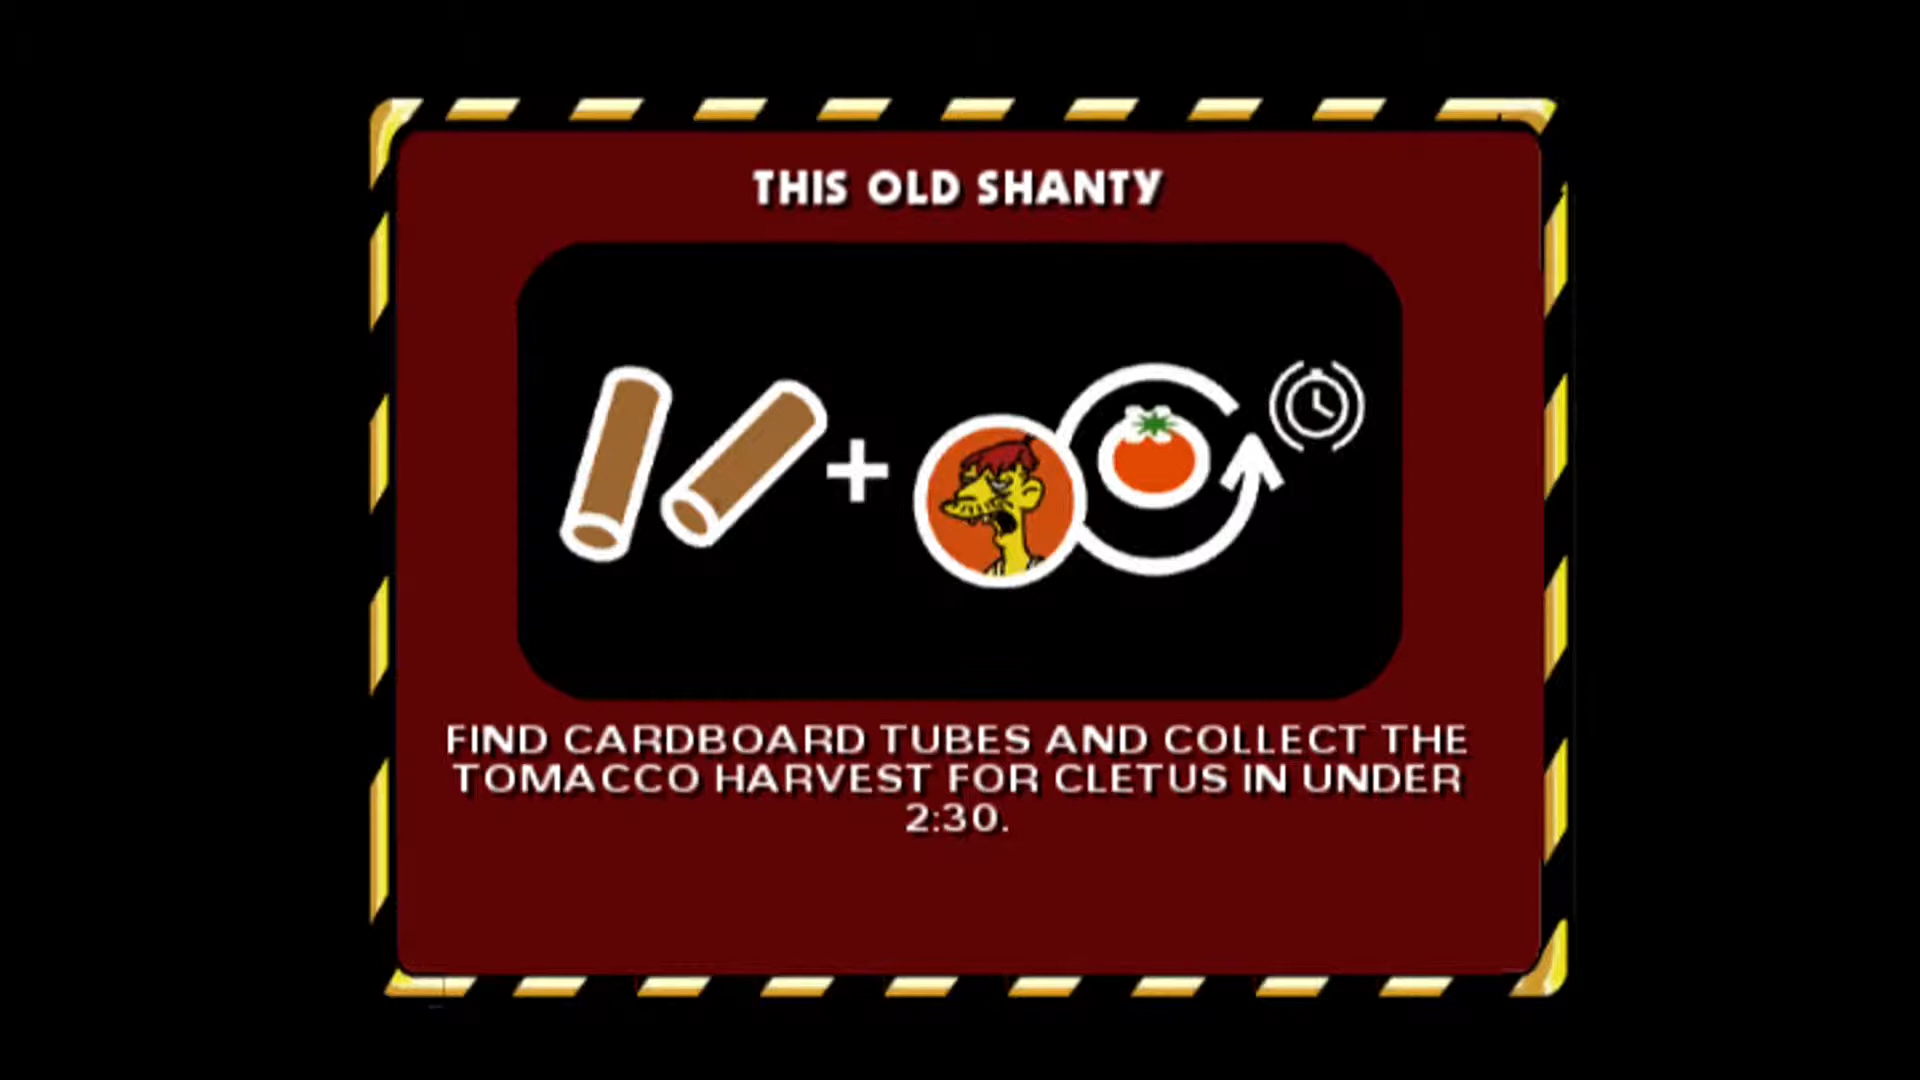 THIS OLD SHANTY
FIND CARDBOARD TUBES AND COLLECT THE
TOMACCO HARVEST FOR CLETUS IN UNDER
2:30.